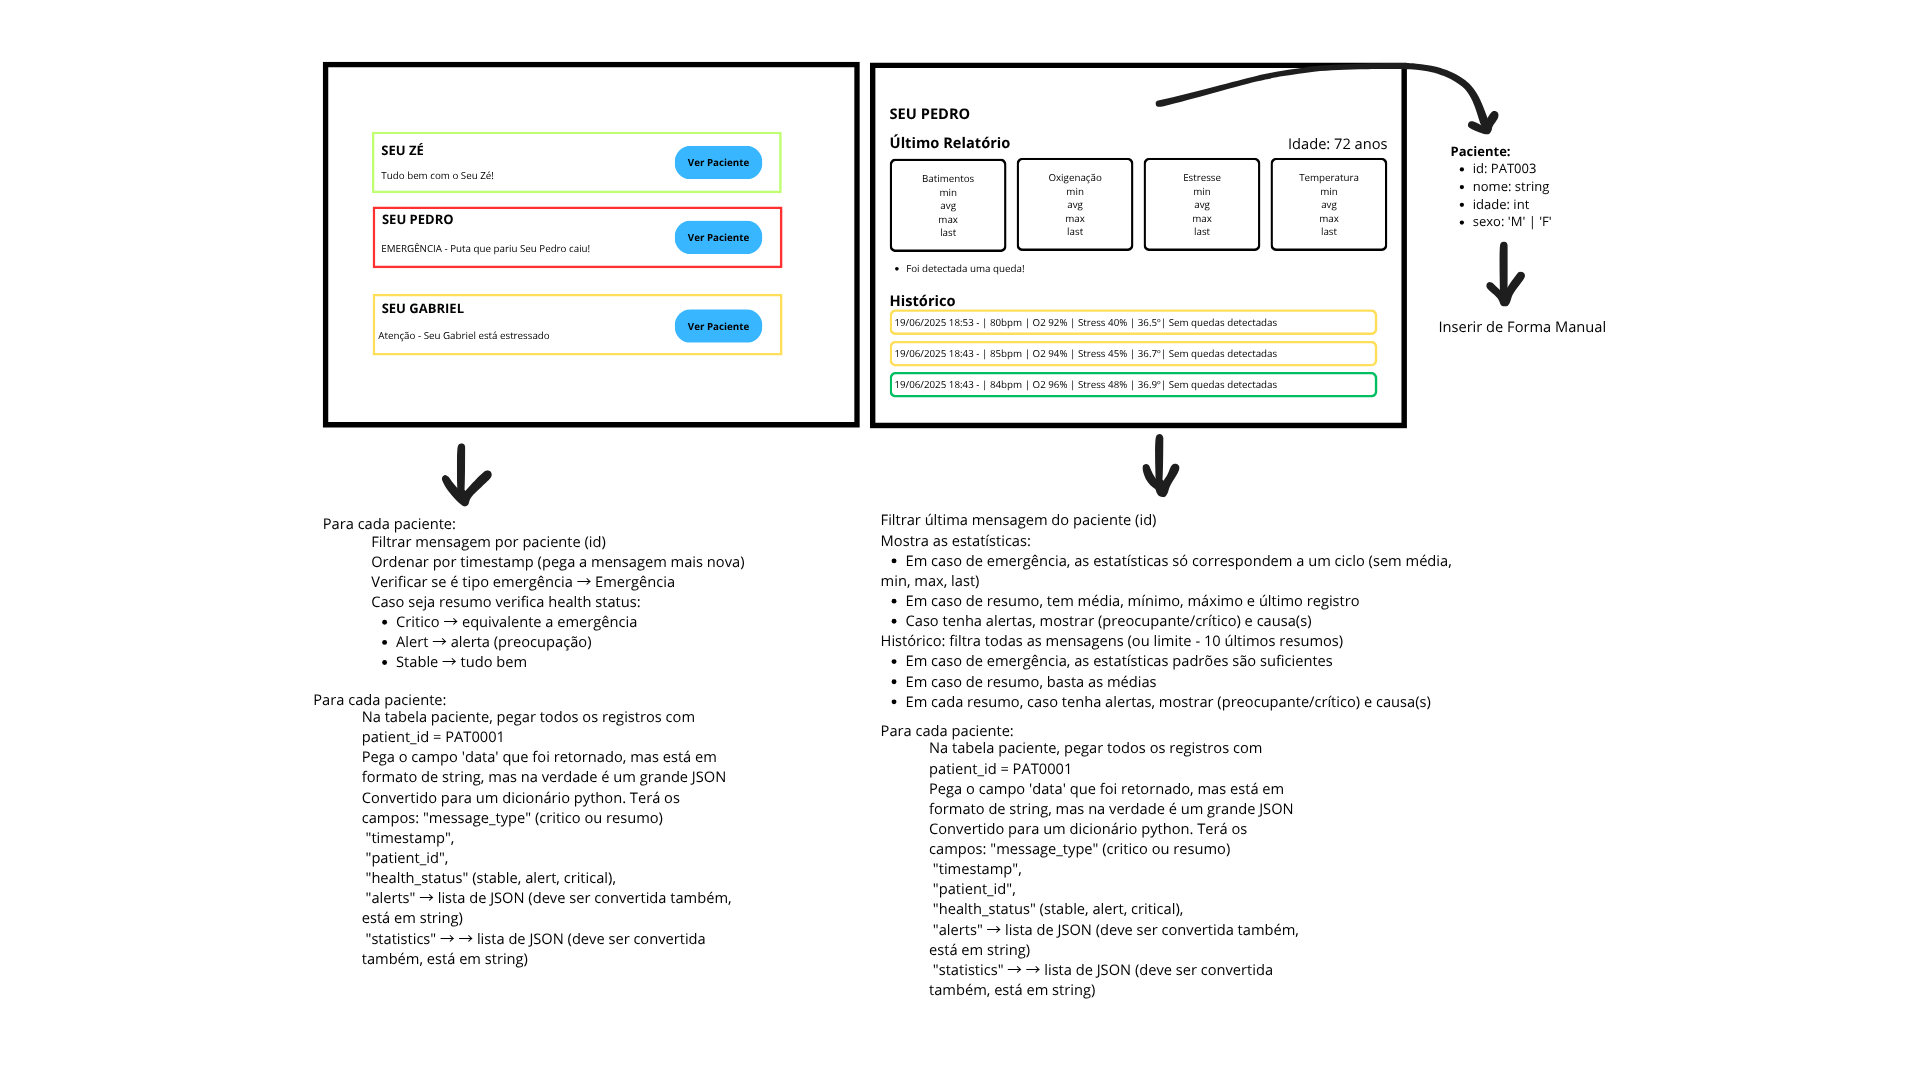 SEU ZÉ
Tudo bem com o Seu Zé!
Ver Paciente
SEU PEDRO
EMERGÊNCIA - Puta que pariu Seu Pedro caiu!
Ver Paciente
SEU GABRIEL
Atenção - Seu Gabriel está estressado
Ver Paciente
SEU PEDRO
Último Relatório
Idade: 72 anos
Batimentos
min
avg
max
last
Oxigenação
min
avg
max
last
Estresse
min
avg
max
last
Temperatura
min
avg
max
last
• Foi detectada uma queda!
Histórico
19/06/2025 18:53 - | 80bpm | O2 92% | Stress 40% | 36.5º| Sem quedas detectadas
19/06/2025 18:43 - | 85bpm | O2 94% | Stress 45% | 36.7º| Sem quedas detectadas
19/06/2025 18:43 - | 84bpm | O2 96% | Stress 48% | 36.9º| Sem quedas detectadas
Paciente:
• id: PAT003
• nome: string
• idade: int
• sexo: 'M' | 'F'
Inserir de Forma Manual
Para cada paciente:
Filtrar mensagem por paciente (id)
Ordenar por timestamp (pega a mensagem mais nova)
Verificar se é tipo emergência → Emergência
Caso seja resumo verifica health status:
• Critico → equivalente a emergência
• Alert → alerta (preocupação)
• Stable → tudo bem
Para cada paciente:
Na tabela paciente, pegar todos os registros com
patient_id = PAT0001
Pega o campo 'data' que foi retornado, mas está em
formato de string, mas na verdade é um grande JSON
Convertido para um dicionário python. Terá os
campos: "message_type" (critico ou resumo)
"timestamp",
"patient_id",
"health_status" (stable, alert, critical),
"alerts" → lista de JSON (deve ser convertida também,
está em string)
"statistics" → → lista de JSON (deve ser convertida
também, está em string)
Filtrar última mensagem do paciente (id)
Mostra as estatísticas:
• Em caso de emergência, as estatísticas só correspondem a um ciclo (sem média,
min, max, last)
• Em caso de resumo, tem média, mínimo, máximo e último registro
• Caso tenha alertas, mostrar (preocupante/crítico) e causa(s)
Histórico: filtra todas as mensagens (ou limite - 10 últimos resumos)
• Em caso de emergência, as estatísticas padrões são suficientes
• Em caso de resumo, basta as médias
• Em cada resumo, caso tenha alertas, mostrar (preocupante/crítico) e causa(s)
Para cada paciente:
Na tabela paciente, pegar todos os registros com
patient_id = PAT0001
Pega o campo 'data' que foi retornado, mas está em
formato de string, mas na verdade é um grande JSON
Convertido para um dicionário python. Terá os
campos: "message_type" (critico ou resumo)
"timestamp",
"patient_id",
"health_status" (stable, alert, critical),
"alerts" → lista de JSON (deve ser convertida também,
está em string)
"statistics" → → lista de JSON (deve ser convertida
também, está em string)